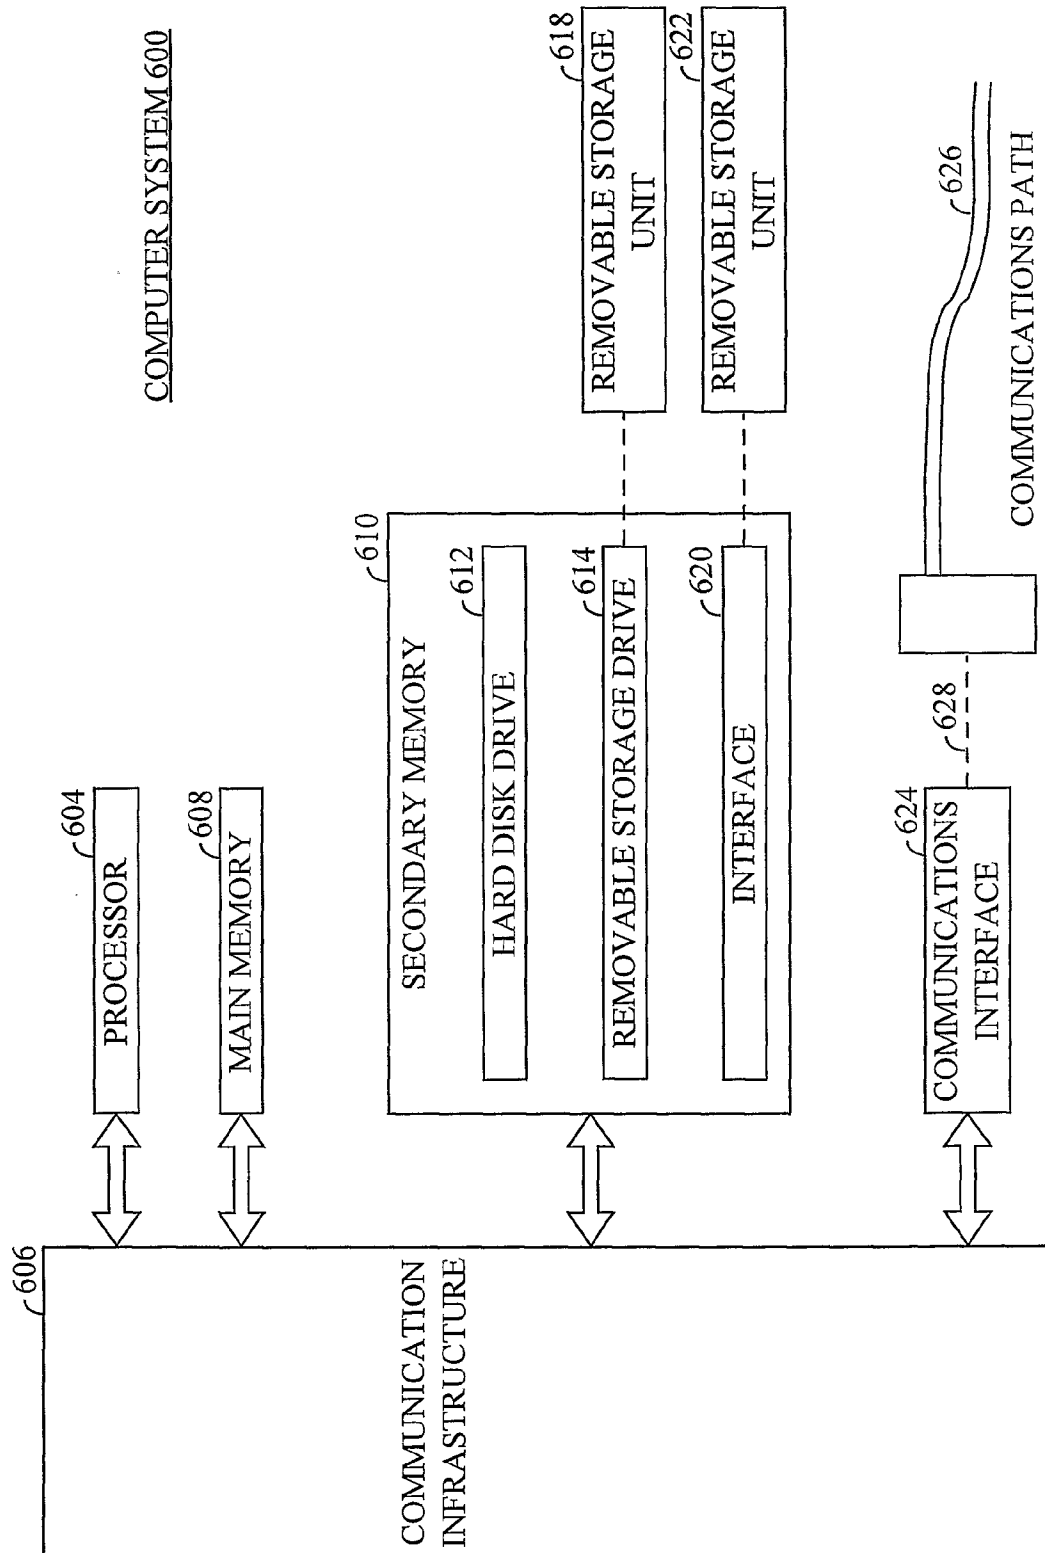 COMPUTER SYSTEM 600
606
COMMUNICATION
INFRASTRUCTURE
604
PROCESSOR
608
MAIN MEMORY
610
SECONDARY MEMORY
612
HARD DISK DRIVE
614
REMOVABLE STORAGE DRIVE
618
REMOVABLE STORAGE
UNIT
620
INTERFACE
622
REMOVABLE STORAGE
UNIT
624
COMMUNICATIONS
INTERFACE
628
626
COMMUNICATIONS PATH